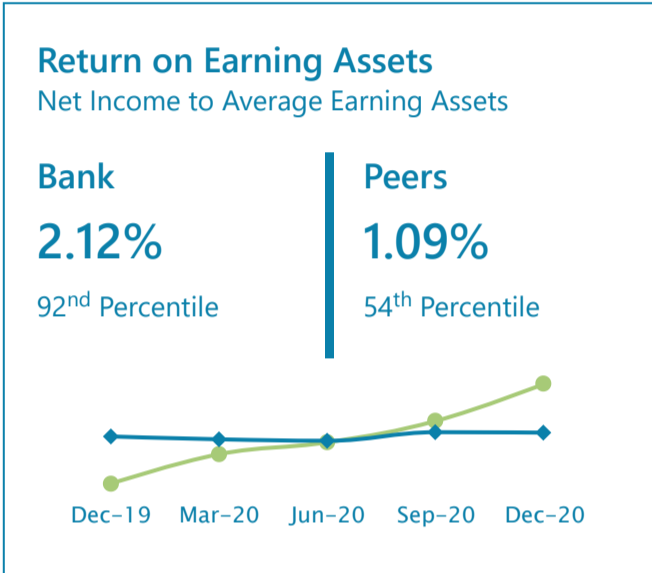 Return on Earning Assets
Net Income to Average Earning Assets
Bank
2.12%
92nd Percentile
Peers
1.09%
54th Percentile
Dec-19 Mar-20 Jun-20 Sep-20 Dec-20